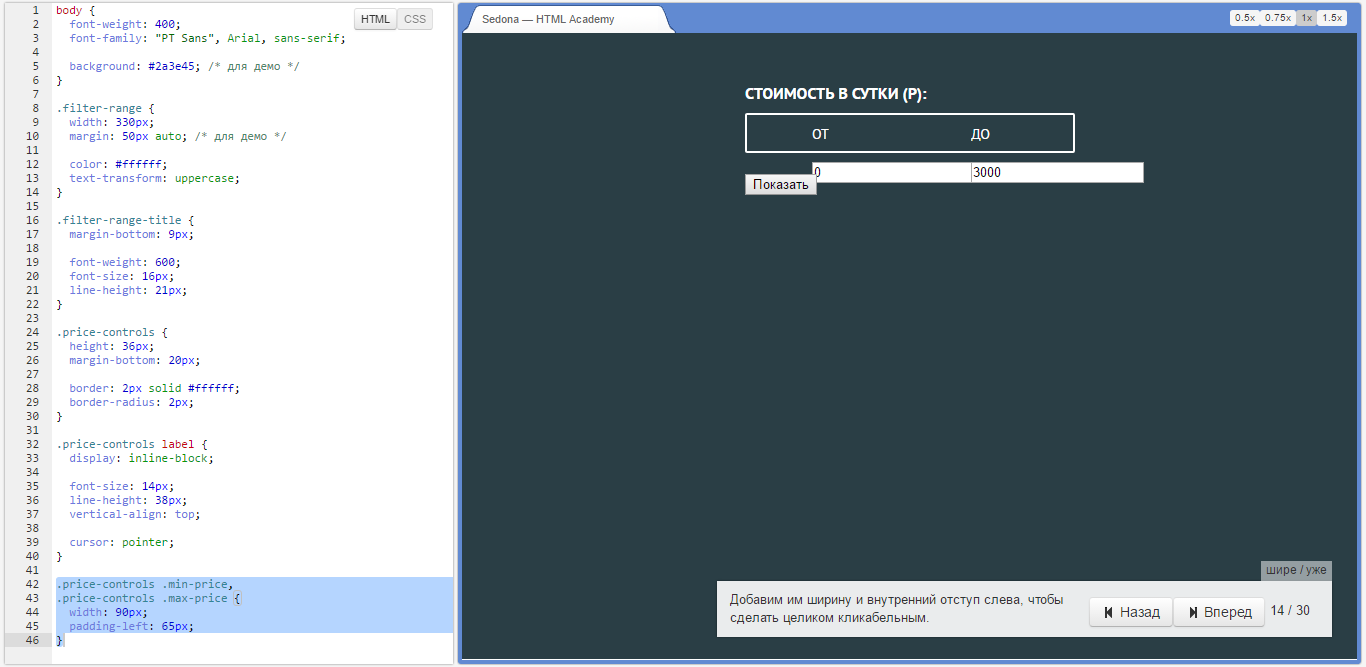 HTML CSS
1 body {
2 font-weight: 400;
3 font-family: "PT Sans", Arial, sans-serif;
4
5 background: #2a3e45; /* для демо */
6 }
7
8 .filter-range {
9 width: 330px;
10 margin: 50px auto; /* для демо */
11
12 color: #ffffff;
13 text-transform: uppercase;
14 }
15
16 .filter-range-title {
17 margin-bottom: 9px;
18
19 font-weight: 600;
20 font-size: 16px;
21 line-height: 21px;
22 }
23
24 .price-controls {
25 height: 36px;
26 margin-bottom: 20px;
27
28 border: 2px solid #ffffff;
29 border-radius: 2px;
30 }
31
32 .price-controls label {
33 display: inline-block;
34
35 font-size: 14px;
36 line-height: 38px;
37 vertical-align: top;
38
39 cursor: pointer;
40 }
41
42 .price-controls .min-price,
43 .price-controls .max-price {
44 width: 90px;
45 padding-left: 65px;
46 }
Sedona — HTML Academy
0.5x 0.75x 1x 1.5x
СТОИМОСТЬ В СУТКИ (Р):
ОТ ДО
0 3000
Показать
шире / уже
Добавим им ширину и внутренний отступ слева, чтобы
сделать целиком кликабельным.
Назад Вперед 14 / 30